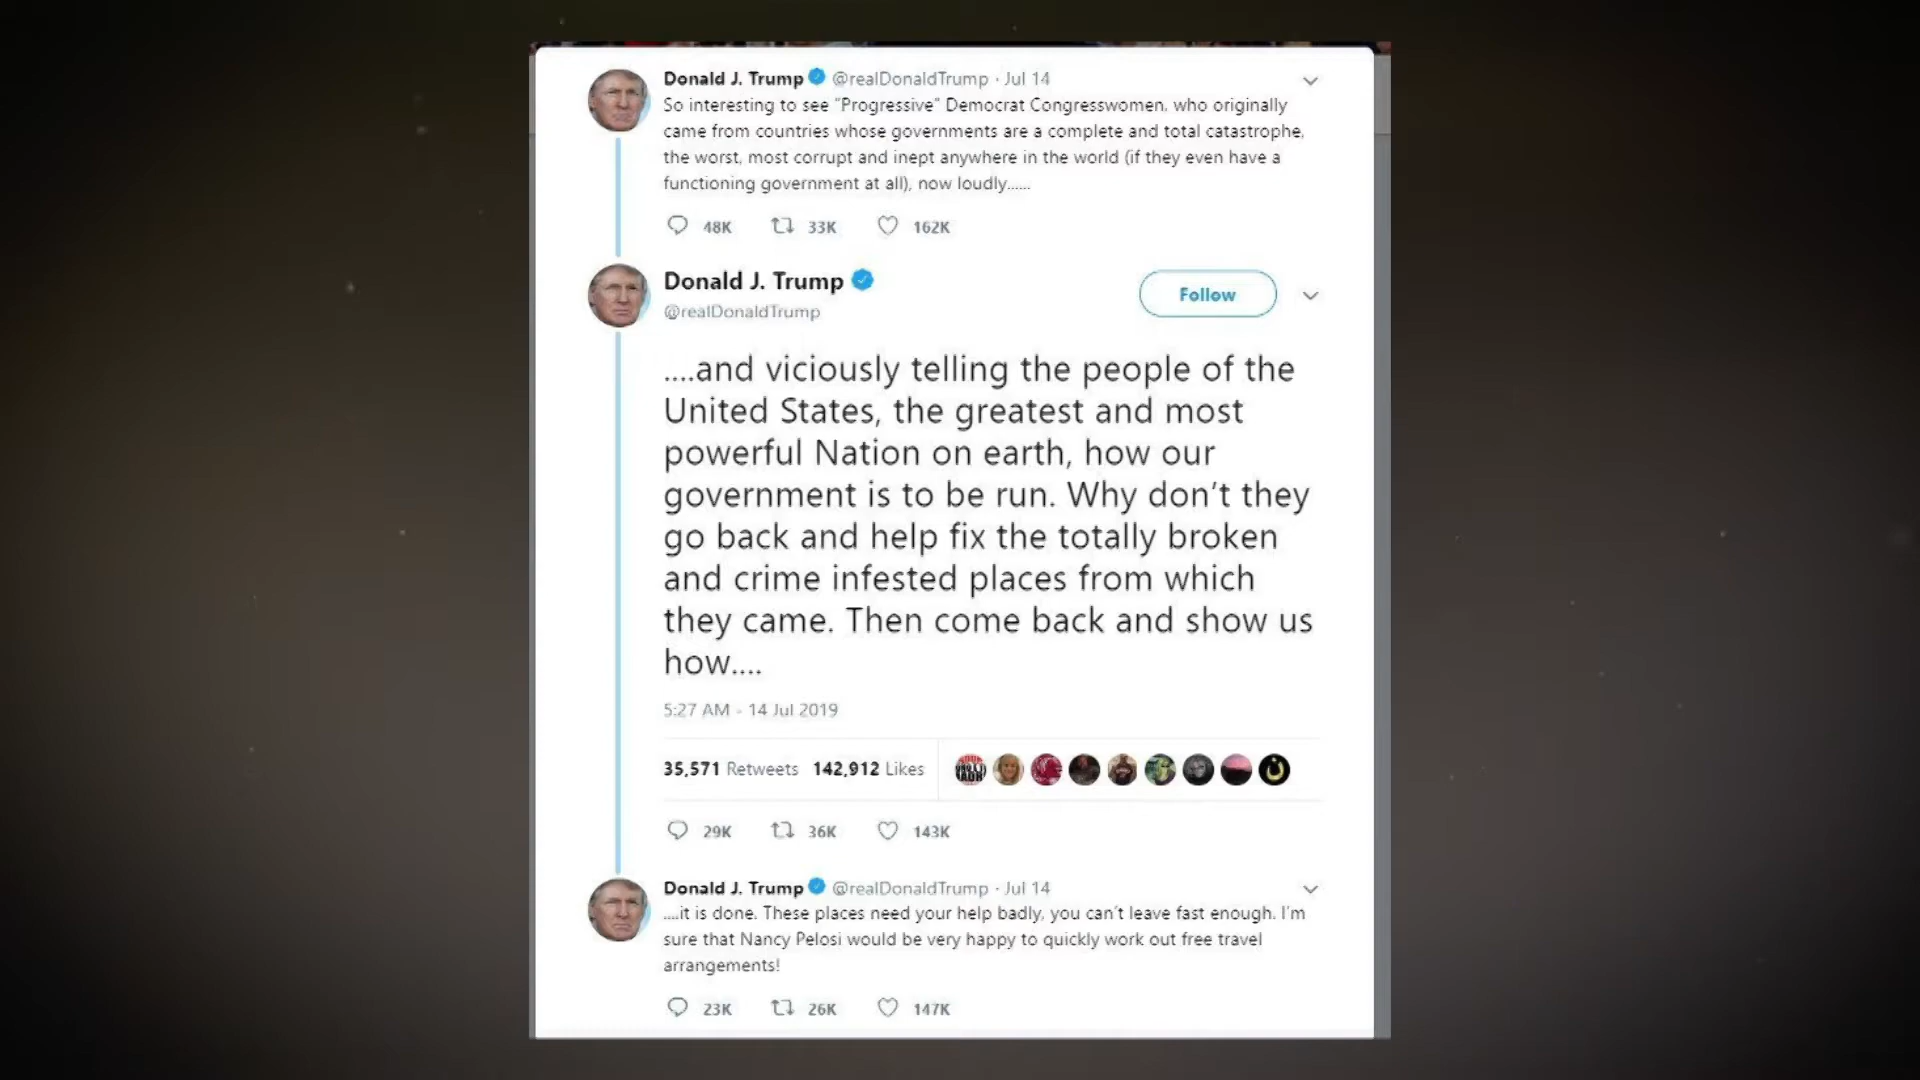 Donald J. Trump @realDonaldTrump · Jul 14
So interesting to see “Progressive” Democrat Congresswomen, who originally
came from countries whose governments are a complete and total catastrophe,
the worst, most corrupt and inept anywhere in the world (if they even have a
functioning government at all), now loudly......
48K 33K 162K
Donald J. Trump
Follow
@realDonaldTrump
....and viciously telling the people of the
United States, the greatest and most
powerful Nation on earth, how our
government is to be run. Why don’t they
go back and help fix the totally broken
and crime infested places from which
they came. Then come back and show us
how....
5:27 AM - 14 Jul 2019
35,571 Retweets 142,912 Likes
29K 36K 143K
Donald J. Trump @realDonaldTrump · Jul 14
....it is done. These places need your help badly, you can’t leave fast enough. I’m
sure that Nancy Pelosi would be very happy to quickly work out free travel
arrangements!
23K 26K 147K